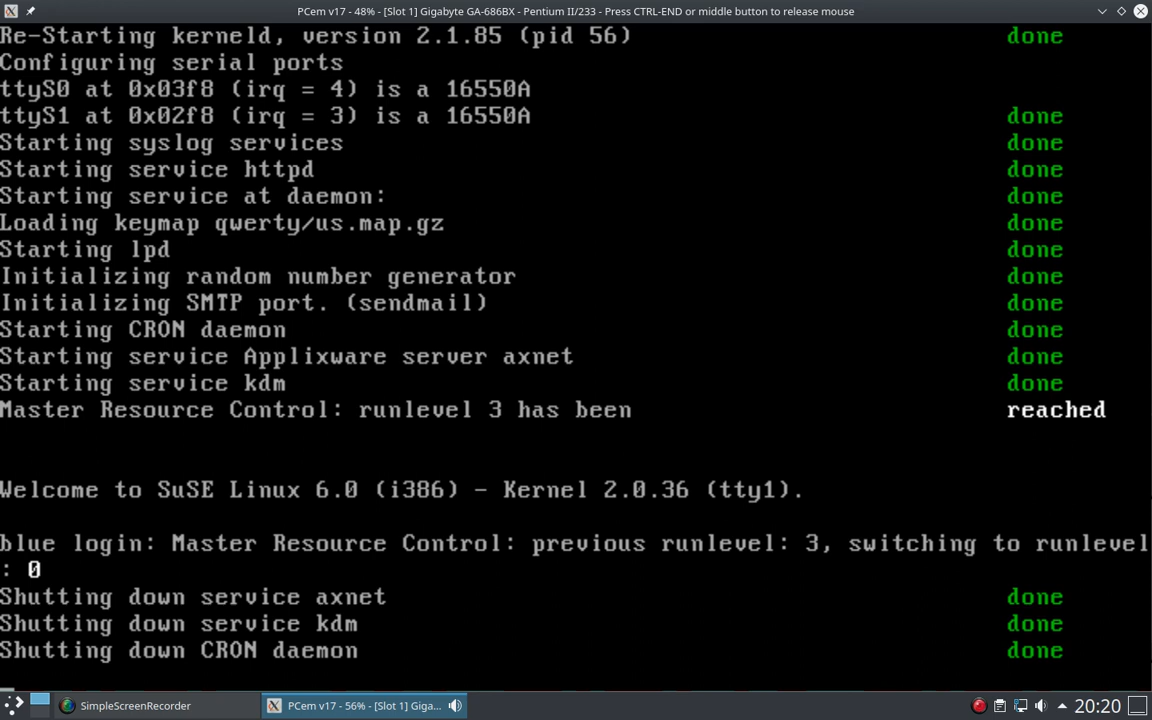 PCem v17 - 48% - [Slot 1] Gigabyte GA-686BX - Pentium II/233 - Press CTRL-END or middle button to release mouse
Re-Starting kerneld, version 2.1.85 (pid 56) done
Configuring serial ports
ttyS0 at 0x03f8 (irq = 4) is a 16550A
ttyS1 at 0x02f8 (irq = 3) is a 16550A done
Starting syslog services done
Starting service httpd done
Starting service at daemon: done
Loading keymap qwerty/us.map.gz done
Starting lpd done
Initializing random number generator done
Initializing SMTP port. (sendmail) done
Starting CRON daemon done
Starting service Applixware server axnet done
Starting service kdm done
Master Resource Control: runlevel 3 has been reached
Welcome to SuSE Linux 6.0 (i386) - Kernel 2.0.36 (tty1).
blue login: Master Resource Control: previous runlevel: 3, switching to runlevel
: 0
Shutting down service axnet done
Shutting down service kdm done
Shutting down CRON daemon done
SimpleScreenRecorder PCem v17 - 56% - [Slot 1] Giga... 20:20